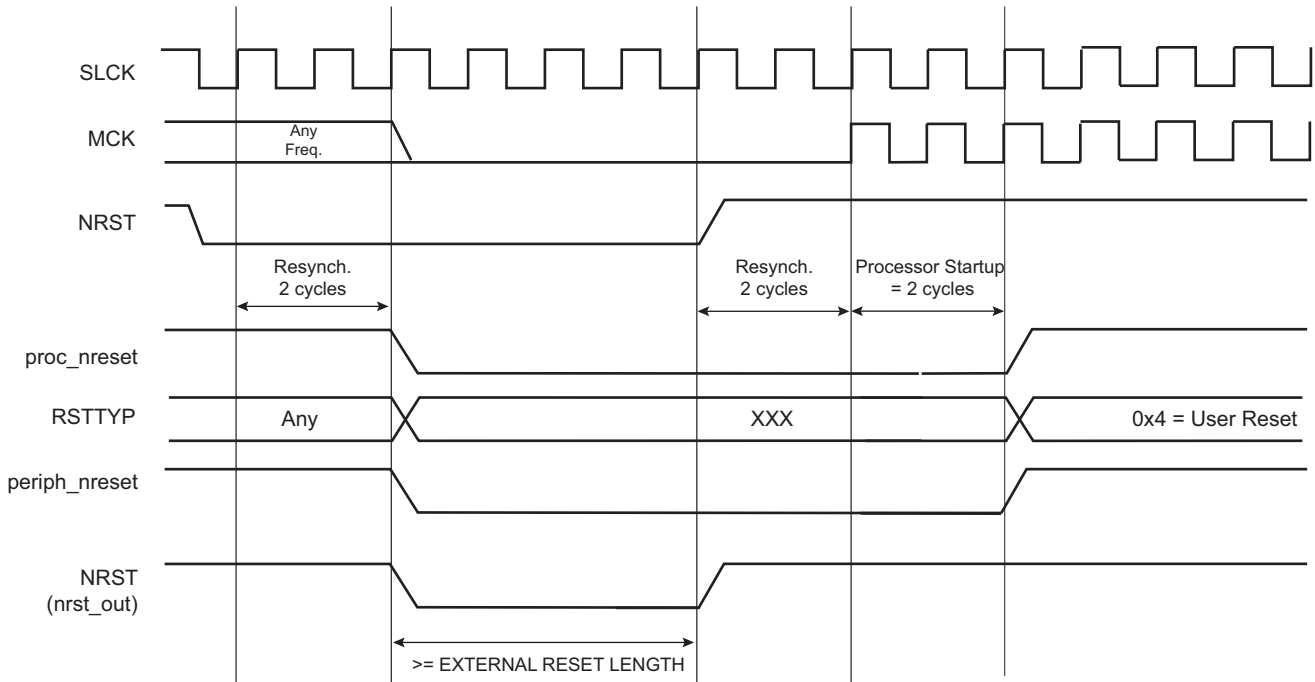 SLCK
MCK
Any
Freq.
NRST
Resynch.
2 cycles
Resynch.
2 cycles
Processor Startup
= 2 cycles
proc_nreset
RSTTYP
Any
XXX
0x4 = User Reset
periph_nreset
NRST
(nrst_out)
>= EXTERNAL RESET LENGTH